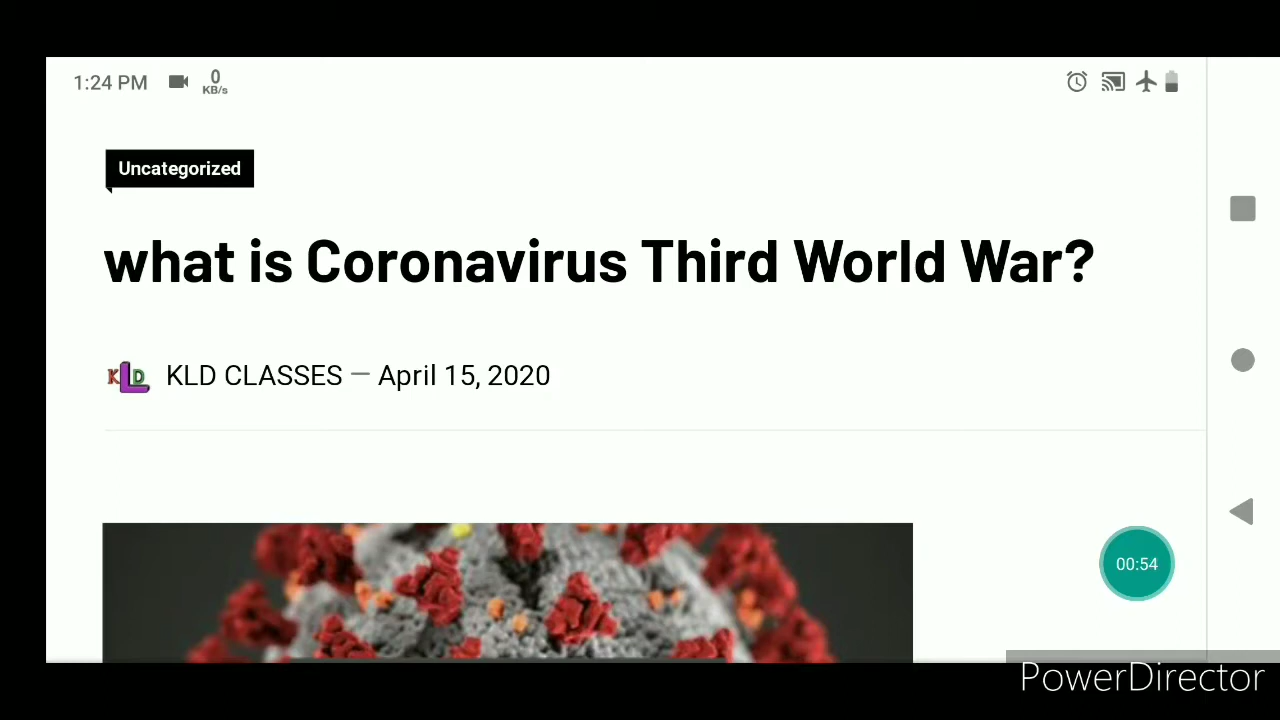 1:24 PM 0 KB/s
Uncategorized
what is Coronavirus Third World War?
KLD KLD CLASSES — April 15, 2020
00:54
PowerDirector